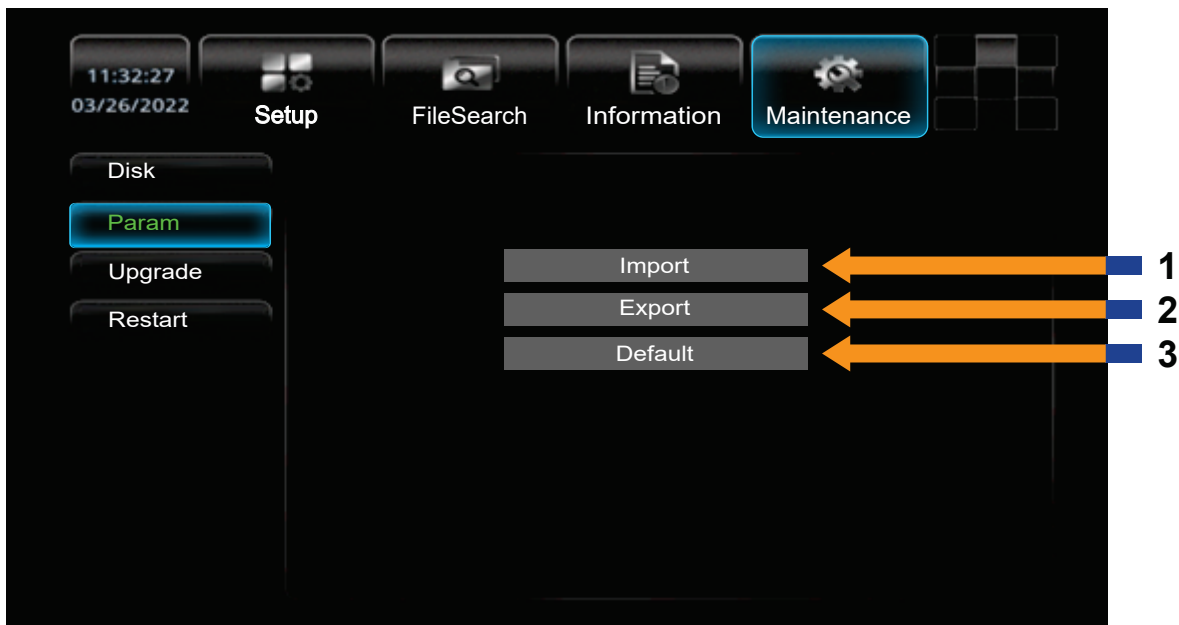 11:32:27
03/26/2022
Setup
FileSearch
Information
Maintenance
Disk
Param
Upgrade
Restart
Import
1
Export
2
Default
3